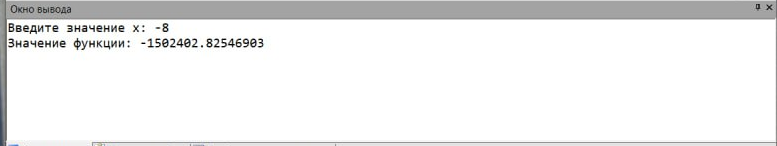 Окно вывода
Введите значение x: -8
Значение функции: -1502402.82546903